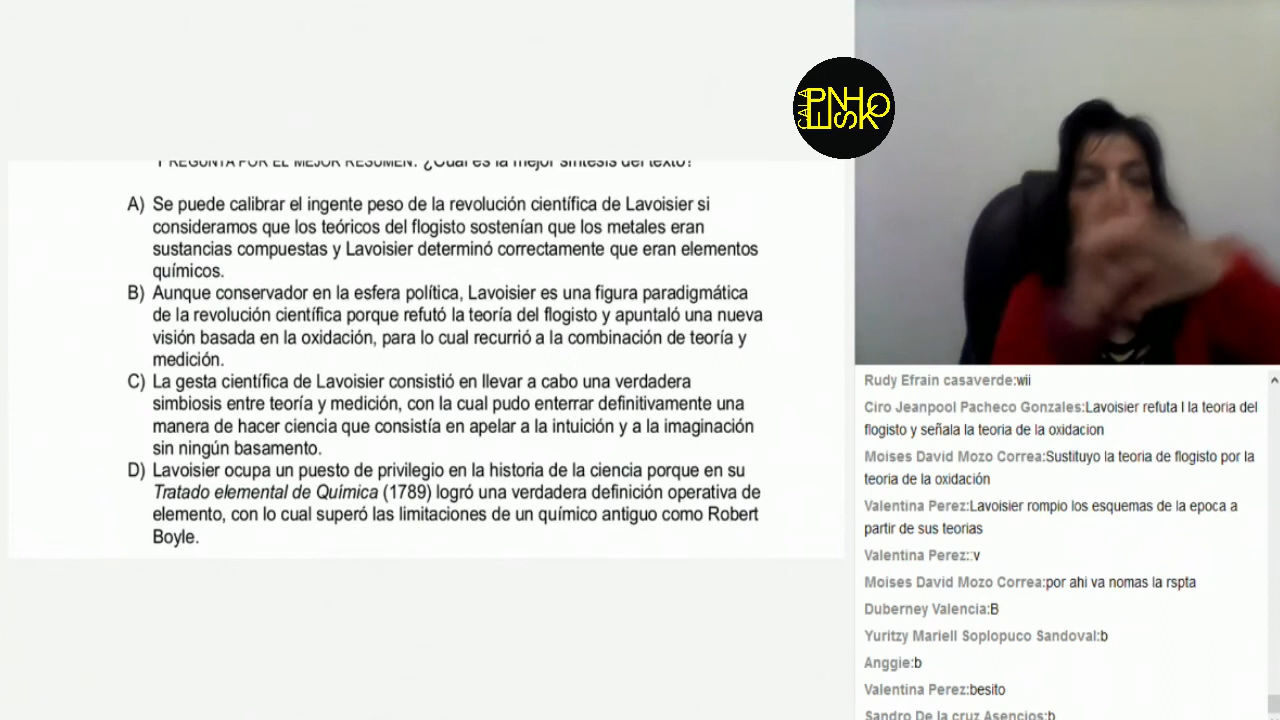 PREGUNTA POR EL MEJOR RESUMEN: ¿Cuál es la mejor síntesis del texto?
A) Se puede calibrar el ingente peso de la revolución científica de Lavoisier si
consideramos que los teóricos del flogisto sostenían que los metales eran
sustancias compuestas y Lavoisier determinó correctamente que eran elementos
químicos.
B) Aunque conservador en la esfera política, Lavoisier es una figura paradigmática
de la revolución científica porque refutó la teoría del flogisto y apuntaló una nueva
visión basada en la oxidación, para lo cual recurrió a la combinación de teoría y
medición.
C) La gesta científica de Lavoisier consistió en llevar a cabo una verdadera
simbiosis entre teoría y medición, con la cual pudo enterrar definitivamente una
manera de hacer ciencia que consistía en apelar a la intuición y a la imaginación
sin ningún basamento.
D) Lavoisier ocupa un puesto de privilegio en la historia de la ciencia porque en su
Tratado elemental de Química (1789) logró una verdadera definición operativa de
elemento, con lo cual superó las limitaciones de un químico antiguo como Robert
Boyle.
Rudy Efrain casaverde:wii
Ciro Jeanpool Pacheco Gonzales:Lavoisier refuta l la teoria del
flogisto y señala la teoria de la oxidacion
Moises David Mozo Correa:Sustituyo la teoria de flogisto por la
teoria de la oxidación
Valentina Perez:Lavoisier rompio los esquemas de la epoca a
partir de sus teorias
Valentina Perez::v
Moises David Mozo Correa:por ahi va nomas la rspta
Duberney Valencia:B
Yuritzy Mariell Soplopuco Sandoval:b
Anggie:b
Valentina Perez:besito
Sandro De la cruz Asencios:b